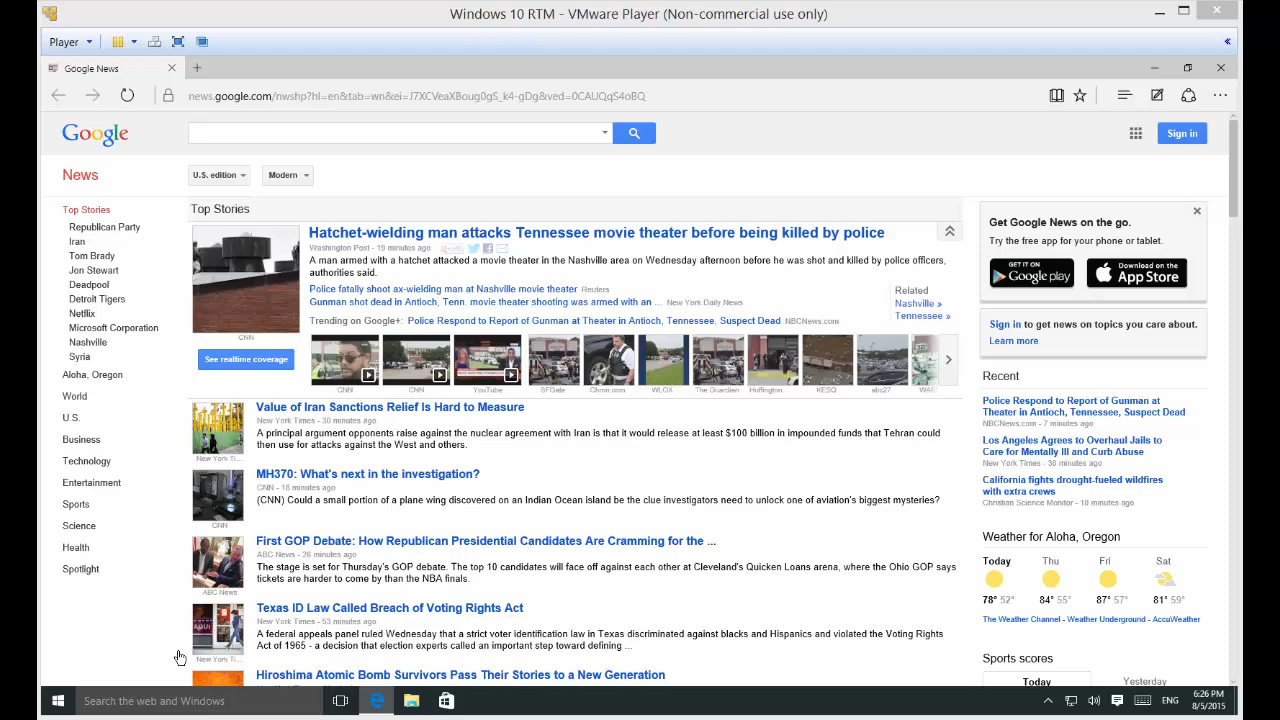 Windows 10 RTM - VMware Player (Non-commercial use only)
Player
Google News
news.google.com/nwshp?hl=en&tab=wn&ei=J7XCVeaXBoug0gS_k4-gDg&ved=0CAUQqS4oBQ
Google
Sign in
News
U.S. edition
Modern
Top Stories
Republican Party
Iran
Tom Brady
Jon Stewart
Deadpool
Detroit Tigers
Netflix
Microsoft Corporation
Nashville
Syria
Aloha, Oregon
World
U.S.
Business
Technology
Entertainment
Sports
Science
Health
Spotlight
Top Stories
Hatchet-wielding man attacks Tennessee movie theater before being killed by police
Washington Post - 19 minutes ago
A man armed with a hatchet attacked a movie theater in the Nashville area on Wednesday afternoon before he was shot and killed by police officers,
authorities said.
Police fatally shoot ax-wielding man at Nashville movie theater Reuters
Gunman shot dead in Antioch, Tenn. movie theater shooting was armed with an ... New York Daily News
Related
Nashville »
Tennessee »
Trending on Google+: Police Respond to Report of Gunman at Theater in Antioch, Tennessee, Suspect Dead NBCNews.com
CNN
See realtime coverage
CNN
CNN
YouTube
SFGate
Chron.com
WLOX
The Guardian
Huffington...
KESQ
abc27
Value of Iran Sanctions Relief Is Hard to Measure
New York Times - 30 minutes ago
A principal argument opponents raise against the nuclear agreement with Iran is that it would release at least $100 billion in impounded funds that Tehran could
then use for attacks against the West and others.
New York Ti...
MH370: What's next in the investigation?
CNN - 18 minutes ago
(CNN) Could a small portion of a plane wing discovered on an Indian Ocean island be the clue investigators need to unlock one of aviation's biggest mysteries?
CNN
First GOP Debate: How Republican Presidential Candidates Are Cramming for the ...
ABC News - 26 minutes ago
The stage is set for Thursday's GOP debate. The top 10 candidates will face off against each other at Cleveland's Quicken Loans arena, where the Ohio GOP says
tickets are harder to come by than the NBA finals.
ABC News
Texas ID Law Called Breach of Voting Rights Act
New York Times - 53 minutes ago
A federal appeals panel ruled Wednesday that a strict voter identification law in Texas discriminated against blacks and Hispanics and violated the Voting Rights
Act of 1965 - a decision that election experts called an important step toward defining ...
New York Ti...
Hiroshima Atomic Bomb Survivors Pass Their Stories to a New Generation
Get Google News on the go.
Try the free app for your phone or tablet.
GET IT ON
Google play
Download on the
App Store
Sign in to get news on topics you care about.
Learn more
Recent
Police Respond to Report of Gunman at
Theater in Antioch, Tennessee, Suspect Dead
NBCNews.com - 7 minutes ago
Los Angeles Agrees to Overhaul Jails to
Care for Mentally Ill and Curb Abuse
New York Times - 36 minutes ago
California fights drought-fueled wildfires
with extra crews
Christian Science Monitor - 10 minutes ago
Weather for Aloha, Oregon
Today Thu Fri Sat
78° 52° 84° 55° 87° 57° 81° 59°
The Weather Channel - Weather Underground - AccuWeather
Sports scores
Today Yesterday
Search the web and Windows
ENG
6:26 PM
8/5/2015